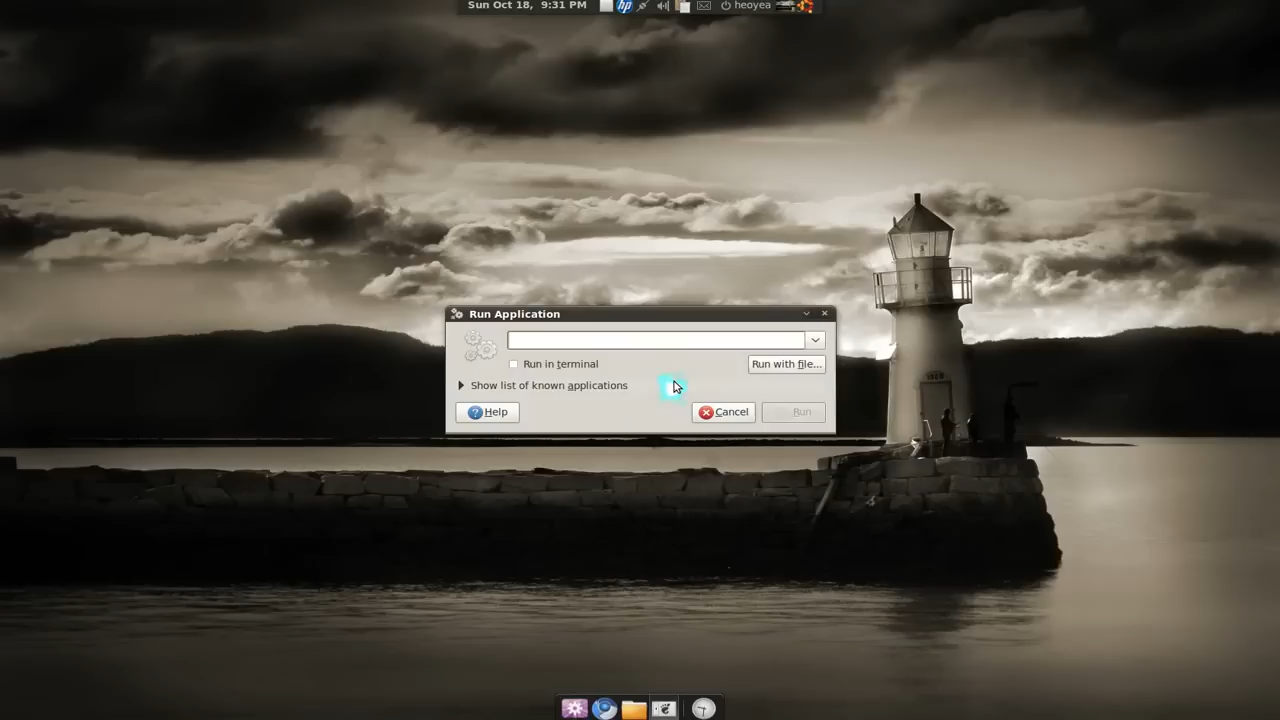 Sun Oct 18, 9:31 PM hp heoyea
Run Application
Run in terminal Run with file...
Show list of known applications
Help Cancel Run